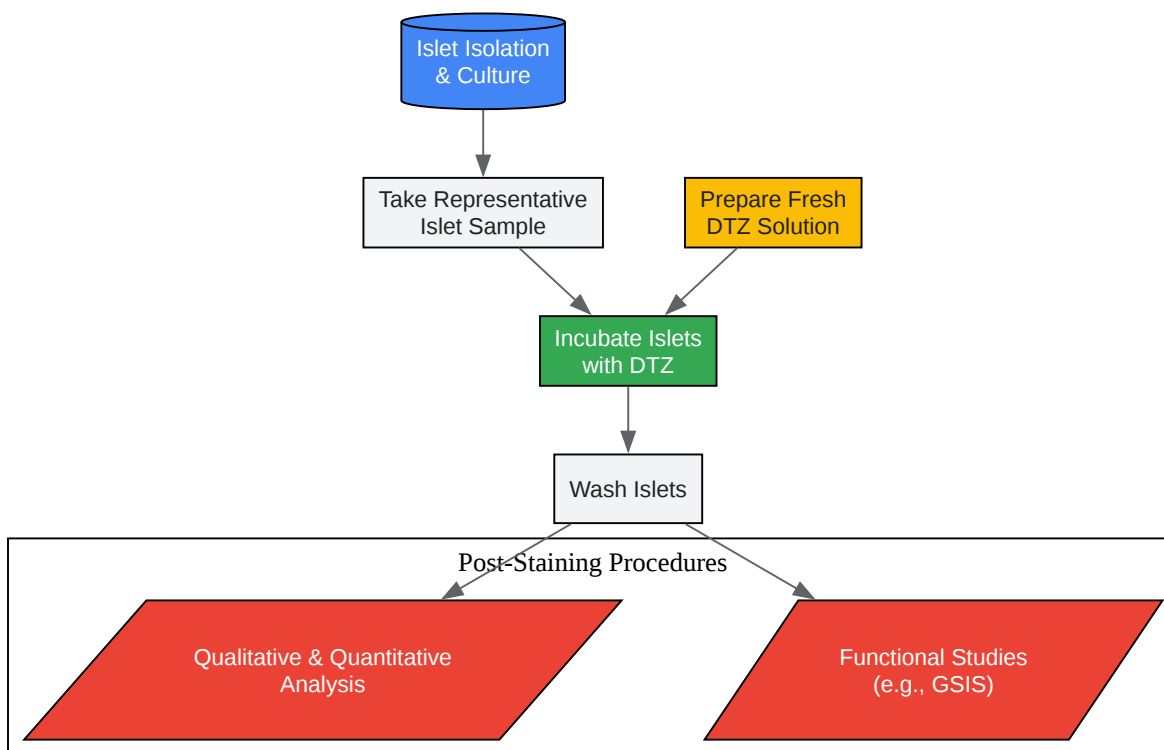 Islet Isolation
& Culture
Take Representative
Islet Sample
Prepare Fresh
DTZ Solution
Incubate Islets
with DTZ
Wash Islets
Post-Staining Procedures
Qualitative & Quantitative
Analysis
Functional Studies
(e.g., GSIS)